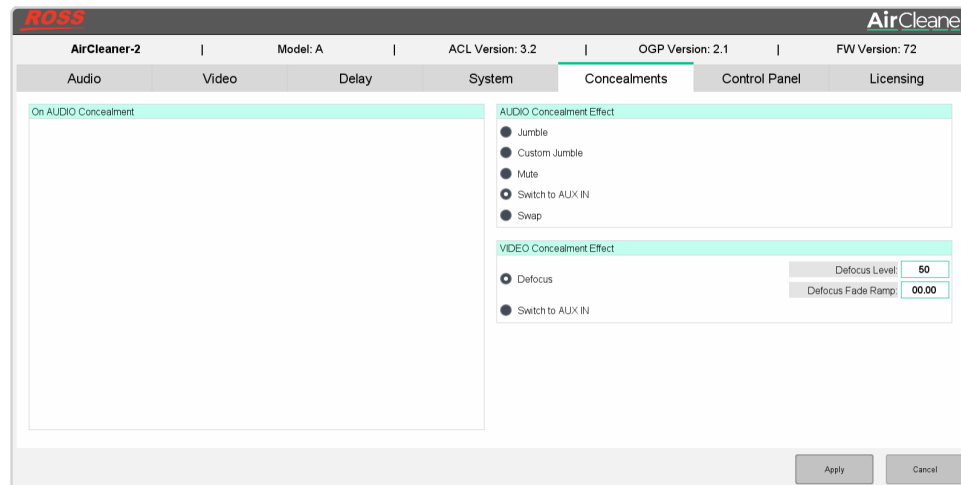 ROSS
AirCleane
AirCleaner-2 | Model: A | ACL Version: 3.2 | OGP Version: 2.1 | FW Version: 72
Audio Video Delay System Concealments Control Panel Licensing
On AUDIO Concealment
AUDIO Concealment Effect
Jumble
Custom Jumble
Mute
Switch to AUX IN
Swap
VIDEO Concealment Effect
Defocus
Defocus Level: 50
Defocus Fade Ramp: 00.00
Switch to AUX IN
Apply Cancel